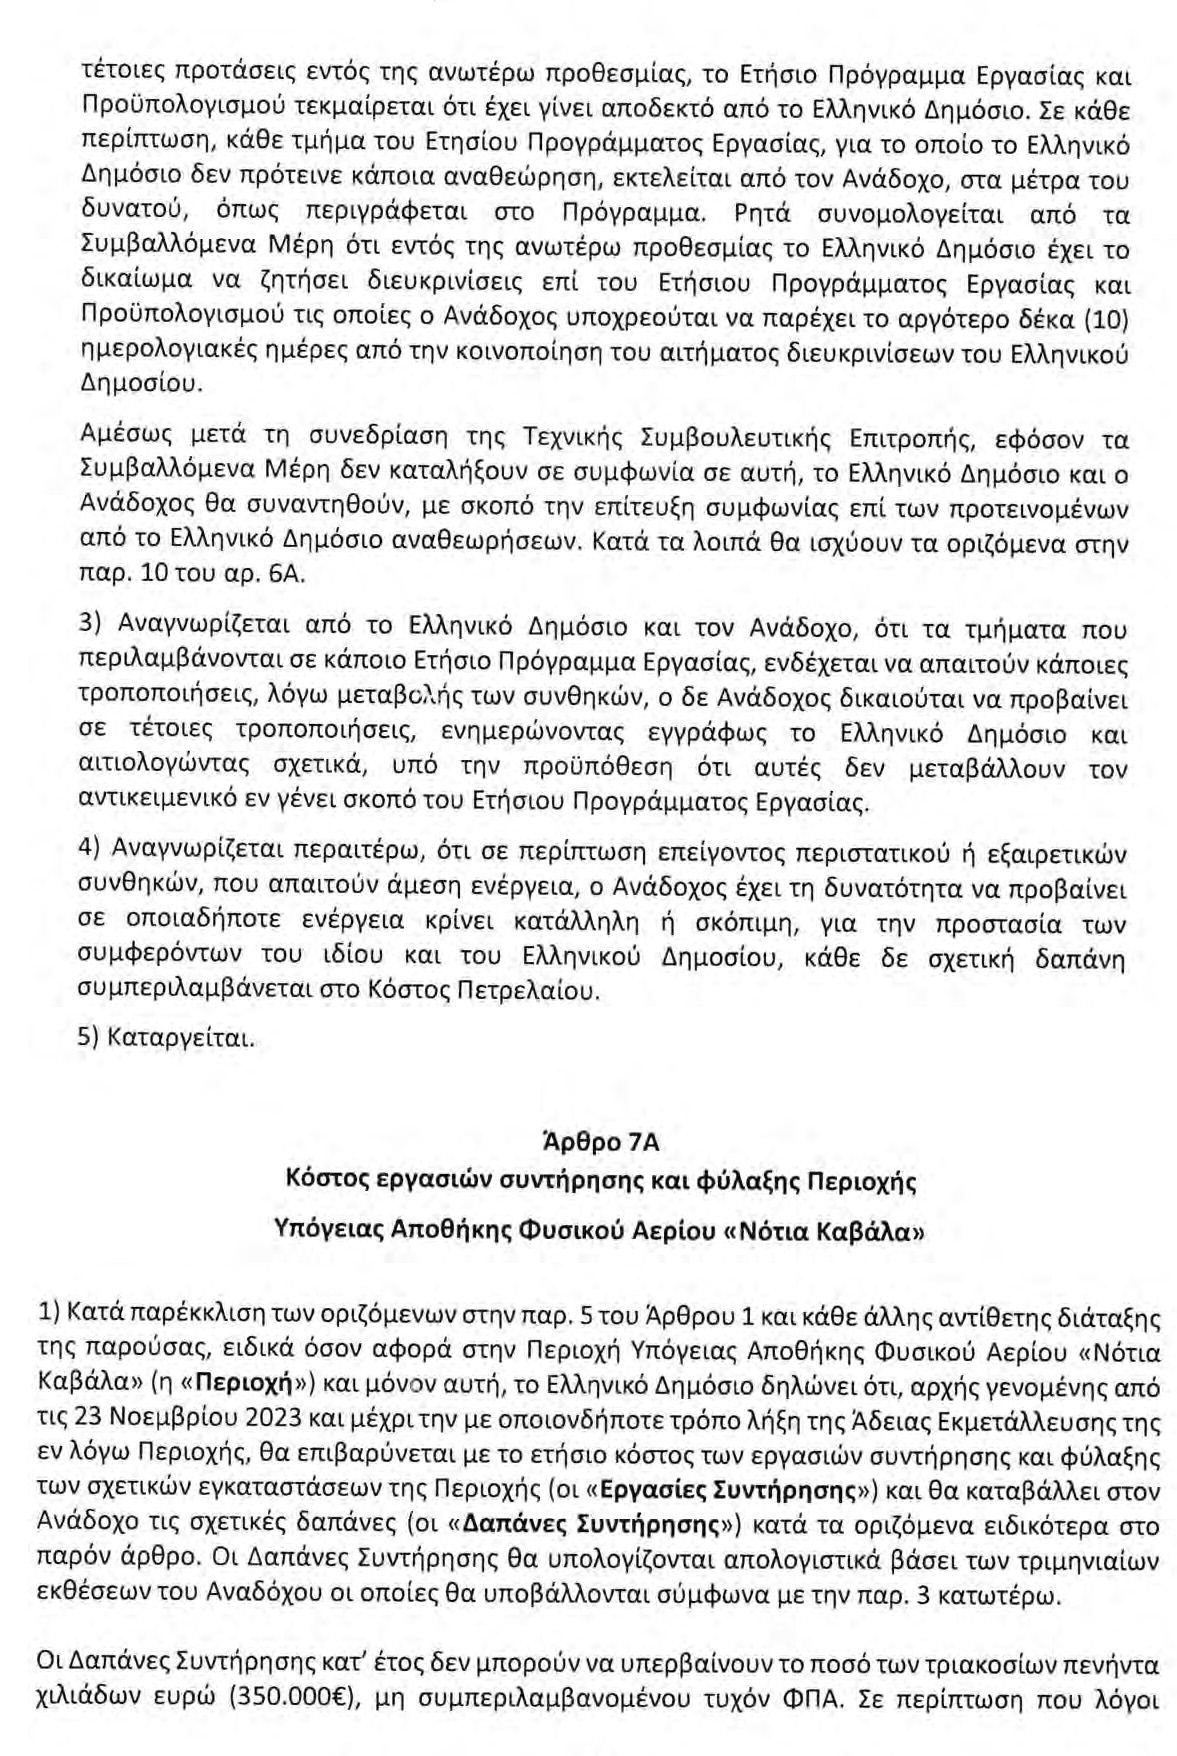 τέτοιες προτάσεις εντός της ανωτέρω προθεσμίας, το Ετήσιο Πρόγραμμα Εργασίας και
Προϋπολογισμού τεκμαίρεται ότι έχει γίνει αποδεκτό από το Ελληνικό Δημόσιο. Σε κάθε
περίπτωση, κάθε τμήμα του Ετησίου Προγράμματος Εργασίας, για το οποίο το Ελληνικό
Δημόσιο δεν πρότεινε κάποια αναθεώρηση, εκτελείται από τον Ανάδοχο, στα μέτρα του
δυνατού, όπως περιγράφεται στο Πρόγραμμα. Ρητά συνομολογείται από τα
Συμβαλλόμενα Μέρη ότι εντός της ανωτέρω προθεσμίας το Ελληνικό Δημόσιο έχει το
δικαίωμα να ζητήσει διευκρινίσεις επί του Ετήσιου Προγράμματος Εργασίας και
Προϋπολογισμού τις οποίες ο Ανάδοχος υποχρεούται να παρέχει το αργότερο δέκα (10)
ημερολογιακές ημέρες από την κοινοποίηση του αιτήματος διευκρινίσεων του Ελληνικού
Δημοσίου.
Αμέσως μετά τη συνεδρίαση της Τεχνικής Συμβουλευτικής Επιτροπής, εφόσον τα
Συμβαλλόμενα Μέρη δεν καταλήξουν σε συμφωνία σε αυτή, το Ελληνικό Δημόσιο και ο
Ανάδοχος θα συναντηθούν, με σκοπό την επίτευξη συμφωνίας επί των προτεινομένων
από το Ελληνικό Δημόσιο αναθεωρήσεων. Κατά τα λοιπά θα ισχύουν τα οριζόμενα στην
παρ. 10 του αρ. 6Α.
3) Αναγνωρίζεται από το Ελληνικό Δημόσιο και τον Ανάδοχο, ότι τα τμήματα που
περιλαμβάνονται σε κάποιο Ετήσιο Πρόγραμμα Εργασίας, ενδέχεται να απαιτούν κάποιες
τροποποιήσεις, λόγω μεταβολής των συνθηκών, ο δε Ανάδοχος δικαιούται να προβαίνει
σε τέτοιες τροποποιήσεις, ενημερώνοντας εγγράφως το Ελληνικό Δημόσιο και
αιτιολογώντας σχετικά, υπό την προϋπόθεση ότι αυτές δεν μεταβάλλουν τον
αντικειμενικό εν γένει σκοπό του Ετήσιου Προγράμματος Εργασίας.
4) Αναγνωρίζεται περαιτέρω, ότι σε περίπτωση επείγοντος περιστατικού ή εξαιρετικών
συνθηκών, που απαιτούν άμεση ενέργεια, ο Ανάδοχος έχει τη δυνατότητα να προβαίνει
σε οποιαδήποτε ενέργεια κρίνει κατάλληλη ή σκόπιμη, για την προστασία των
συμφερόντων του ιδίου και του Ελληνικού Δημοσίου, κάθε δε σχετική δαπάνη
συμπεριλαμβάνεται στο Κόστος Πετρελαίου.
5) Καταργείται.
Άρθρο 7Α
Κόστος εργασιών συντήρησης και φύλαξης Περιοχής
Υπόγειας Αποθήκης Φυσικού Αερίου «Νότια Καβάλα»
1) Κατά παρέκκλιση των οριζόμενων στην παρ. 5 του Άρθρου 1 και κάθε άλλης αντίθετης διάταξης
της παρούσας, ειδικά όσον αφορά στην Περιοχή Υπόγειας Αποθήκης Φυσικού Αερίου «Νότια
Καβάλα» (η «Περιοχή») και μόνον αυτή, το Ελληνικό Δημόσιο δηλώνει ότι, αρχής γενομένης από
τις 23 Νοεμβρίου 2023 και μέχρι την με οποιονδήποτε τρόπο λήξη της Άδειας Εκμετάλλευσης της
εν λόγω Περιοχής, θα επιβαρύνεται με το ετήσιο κόστος των εργασιών συντήρησης και φύλαξης
των σχετικών εγκαταστάσεων της Περιοχής (οι «Εργασίες Συντήρησης») και θα καταβάλλει στον
Ανάδοχο τις σχετικές δαπάνες (οι «Δαπάνες Συντήρησης») κατά τα οριζόμενα ειδικότερα στο
παρόν άρθρο. Οι Δαπάνες Συντήρησης θα υπολογίζονται απολογιστικά βάσει των τριμηνιαίων
εκθέσεων του Αναδόχου οι οποίες θα υποβάλλονται σύμφωνα με την παρ. 3 κατωτέρω.
Οι Δαπάνες Συντήρησης κατ’ έτος δεν μπορούν να υπερβαίνουν το ποσό των τριακοσίων πενήντα
χιλιάδων ευρώ (350.000€), μη συμπεριλαμβανομένου τυχόν ΦΠΑ. Σε περίπτωση που λόγοι